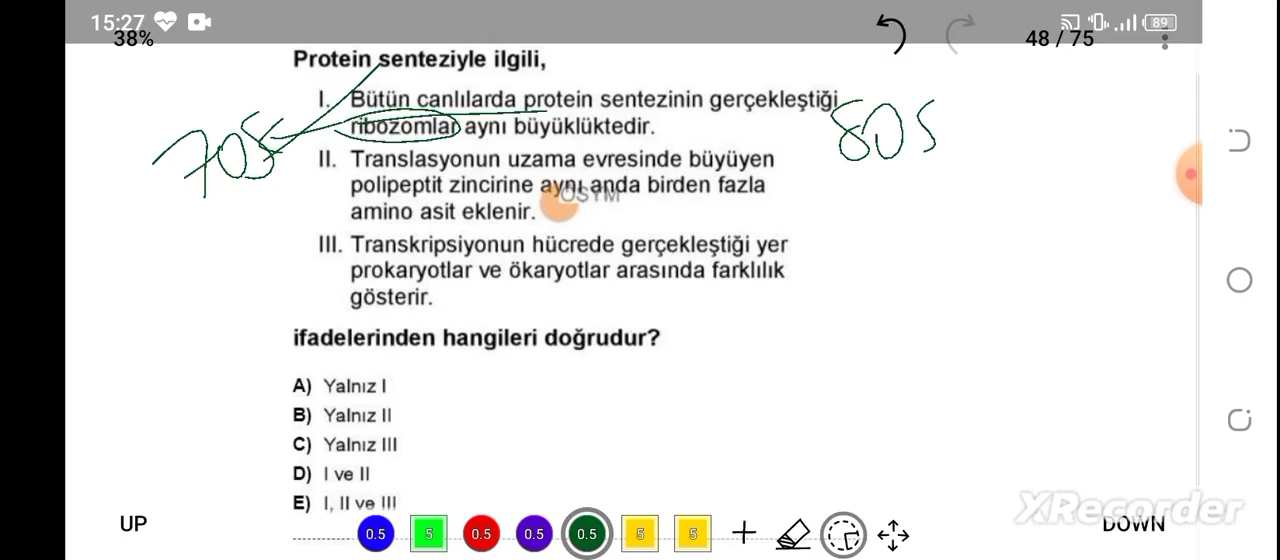 15:27 89
38% 48 / 75
Protein senteziyle ilgili,
I. Bütün canlılarda protein sentezinin gerçekleştiği
ribozomlar aynı büyüklüktedir.
70S 80S
II. Translasyonun uzama evresinde büyüyen
polipeptit zincirine aynı anda birden fazla
amino asit eklenir.
ÖSYM
III. Transkripsiyonun hücrede gerçekleştiği yer
prokaryotlar ve ökaryotlar arasında farklılık
gösterir.
ifadelerinden hangileri doğrudur?
A) Yalnız I
B) Yalnız II
C) Yalnız III
D) I ve II
E) I, II ve III
UP 0.5 5 0.5 0.5 0.5 5 5 DOWN
XRecorder